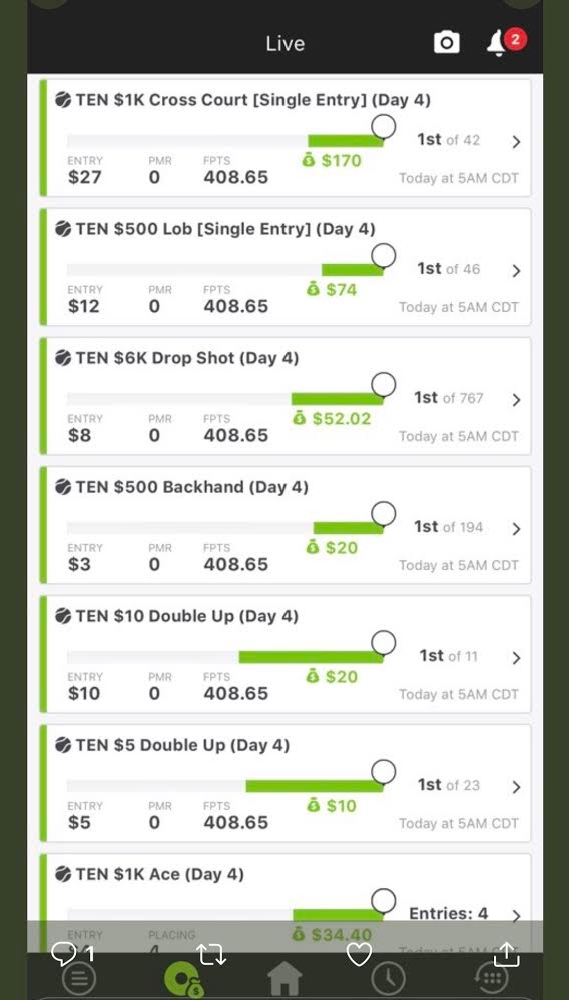 Live
2
TEN $1K Cross Court [Single Entry] (Day 4)
1st of 42
$170
ENTRY PMR FPTS
$27 0 408.65
Today at 5AM CDT
TEN $500 Lob [Single Entry] (Day 4)
1st of 46
$74
ENTRY PMR FPTS
$12 0 408.65
Today at 5AM CDT
TEN $6K Drop Shot (Day 4)
1st of 767
$52.02
ENTRY PMR FPTS
$8 0 408.65
Today at 5AM CDT
TEN $500 Backhand (Day 4)
1st of 194
$20
ENTRY PMR FPTS
$3 0 408.65
Today at 5AM CDT
TEN $10 Double Up (Day 4)
1st of 11
$20
ENTRY PMR FPTS
$10 0 408.65
Today at 5AM CDT
TEN $5 Double Up (Day 4)
1st of 23
$10
ENTRY PMR FPTS
$5 0 408.65
Today at 5AM CDT
TEN $1K Ace (Day 4)
Entries: 4
$34.40
ENTRY PLACING
4
Today at 5AM CDT
1